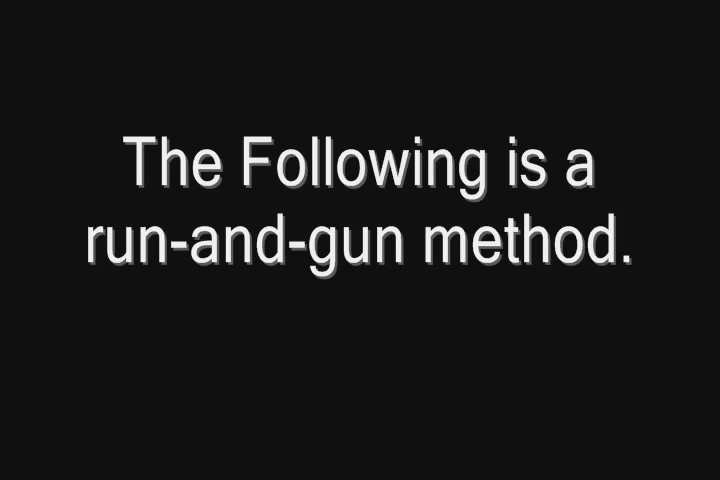 The Following is a
run-and-gun method.